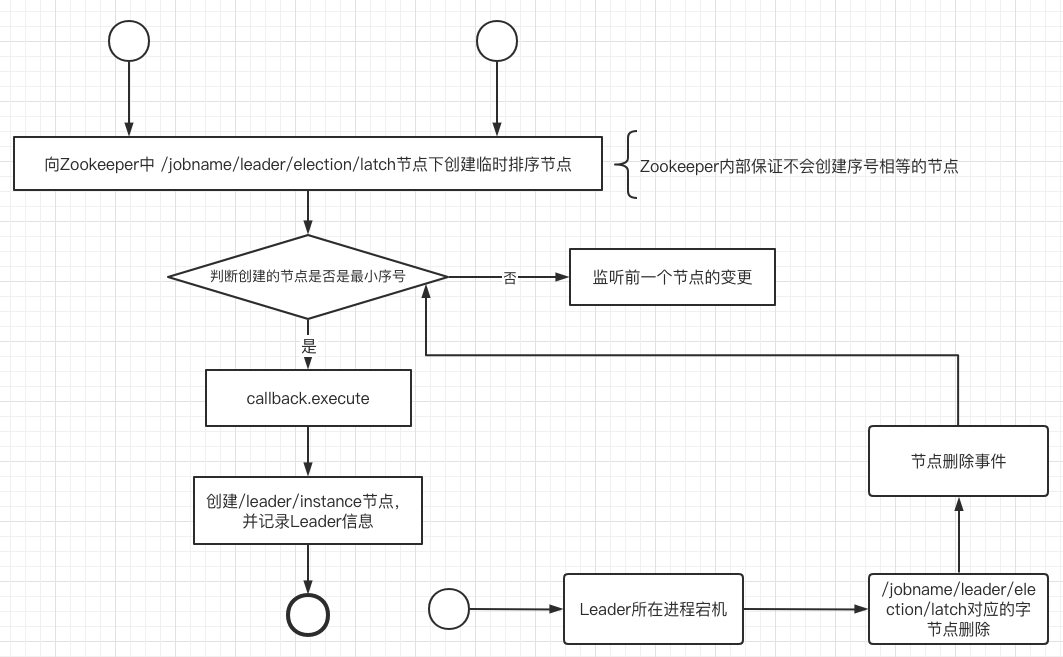 向Zookeeper中 /jobname/leader/election/latch节点下创建临时排序节点
Zookeeper内部保证不会创建序号相等的节点
判断创建的节点是否是最小序号
否
监听前一个节点的变更
是
callback.execute
创建/leader/instance节点，
并记录Leader信息
节点删除事件
Leader所在进程宕机
/jobname/leader/ele
ction/latch对应的字
节点删除